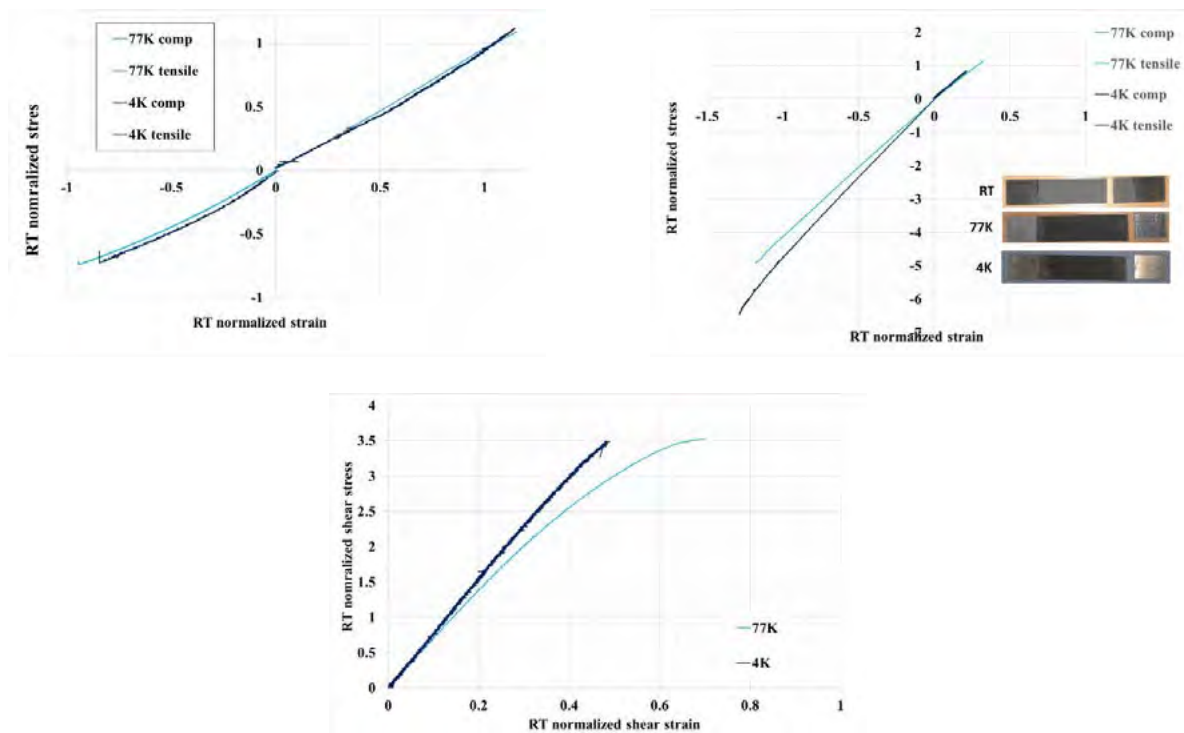 77K comp
77K tensile
4K comp
4K tensile
RT nomralized stres
1
0.5
0
-1
0
0.5
1
-0.5
-1
RT normalized strain
77K comp
77K tensile
4K comp
4K tensile
RT normalized stress
2
1
0
-1.5
-1
-0.5
0
0.5
1
-1
-2
-3
-4
-5
-6
-7
RT normalized strain
RT
77K
4K
RT nomralized shear stress
4
3.5
3
2.5
2
1.5
1
0.5
0
0
0.2
0.4
0.6
0.8
1
RT normalized shear strain
77K
4K